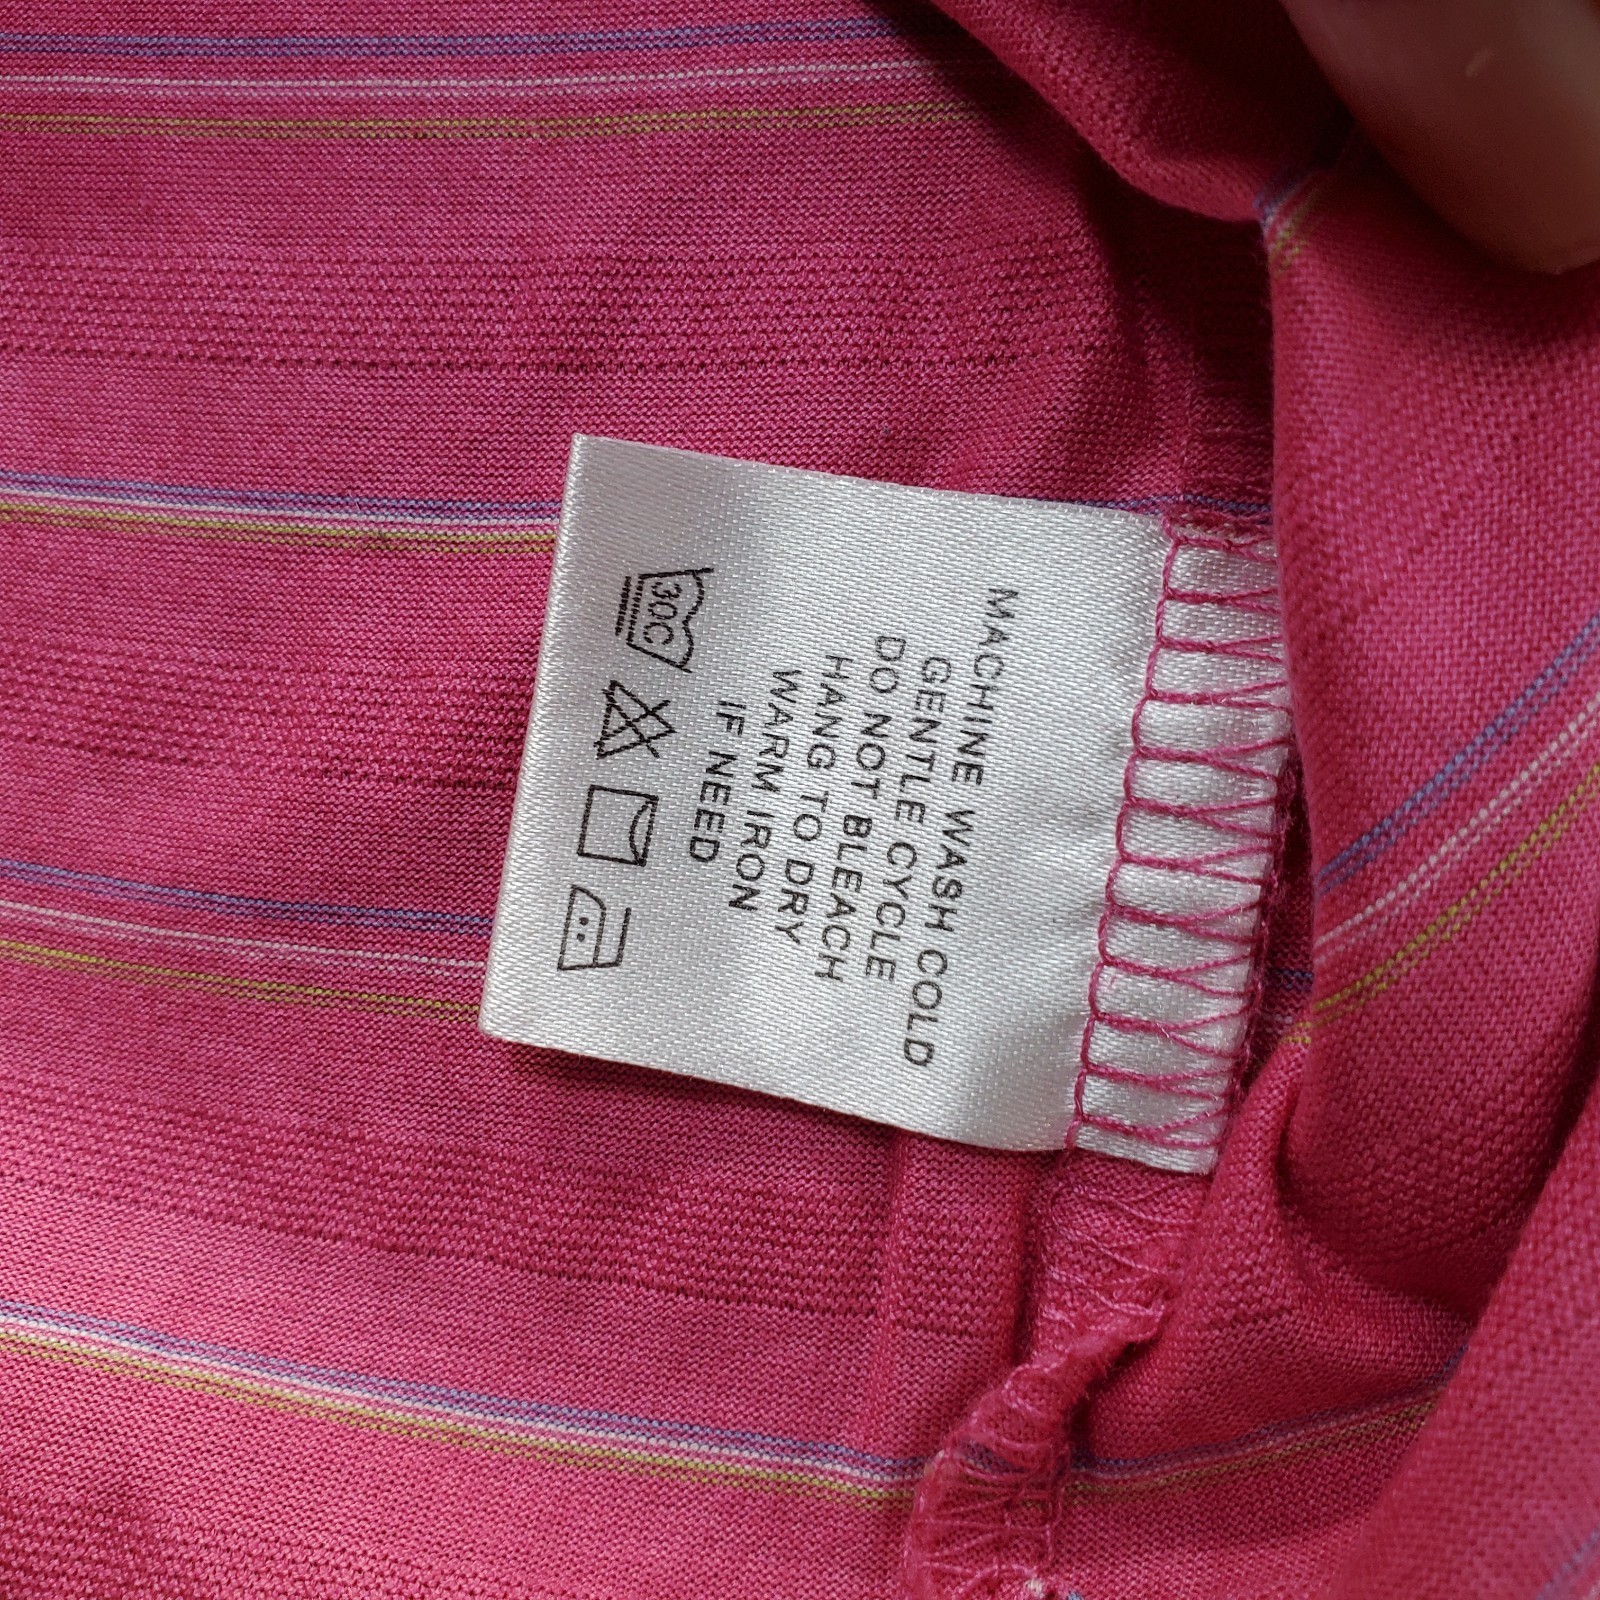 MACHINE WASH COLD
GENTLE CYCLE
DO NOT BLEACH
HANG TO DRY
WARM IRON
IF NEED
30C